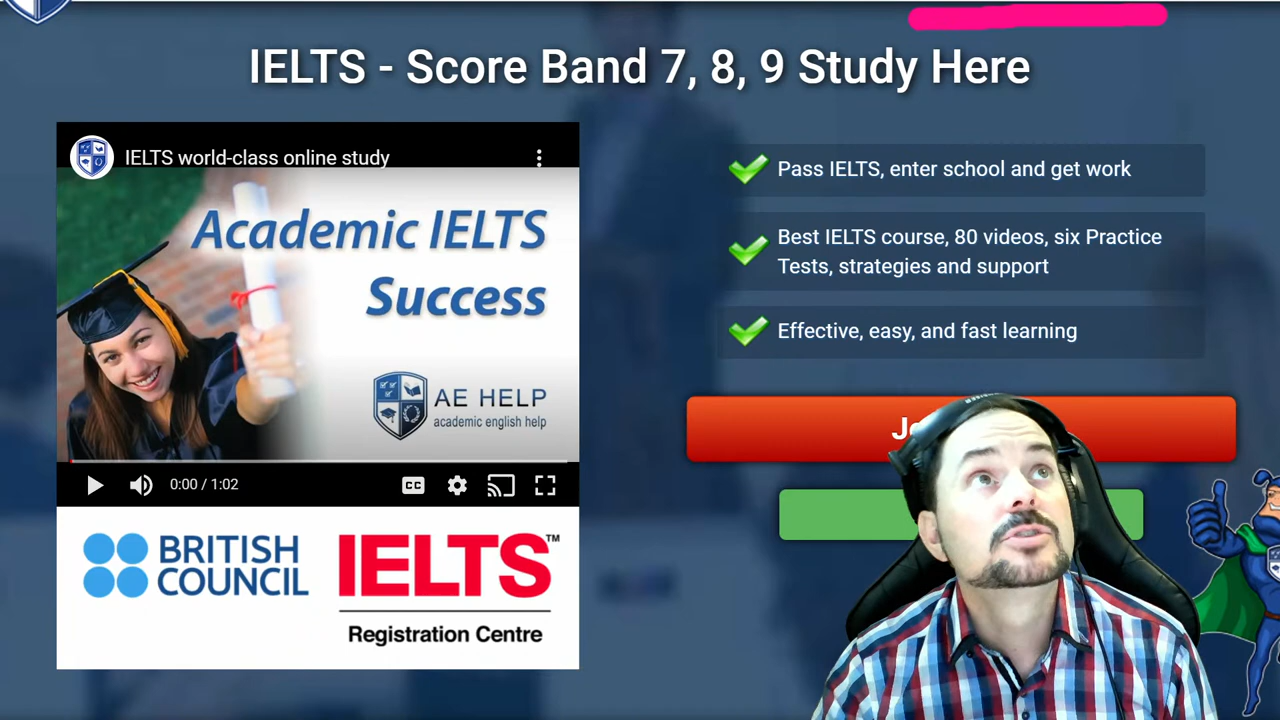 IELTS - Score Band 7, 8, 9 Study Here
IELTS world-class online study
Academic IELTS
Success
AE HELP
academic english help
0:00 / 1:02
CC
BRITISH
COUNCIL
IELTS™
Registration Centre
Pass IELTS, enter school and get work
Best IELTS course, 80 videos, six Practice
Tests, strategies and support
Effective, easy, and fast learning